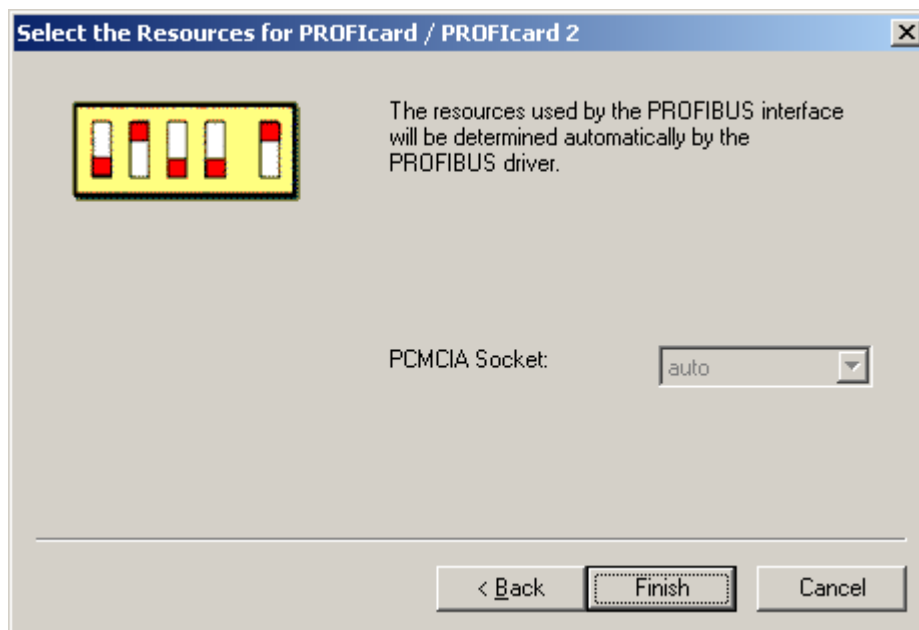 Select the Resources for PROFIcard / PROFIcard 2
The resources used by the PROFIBUS interface
will be determined automatically by the
PROFIBUS driver.
PCMCIA Socket:
auto
< Back
Finish
Cancel